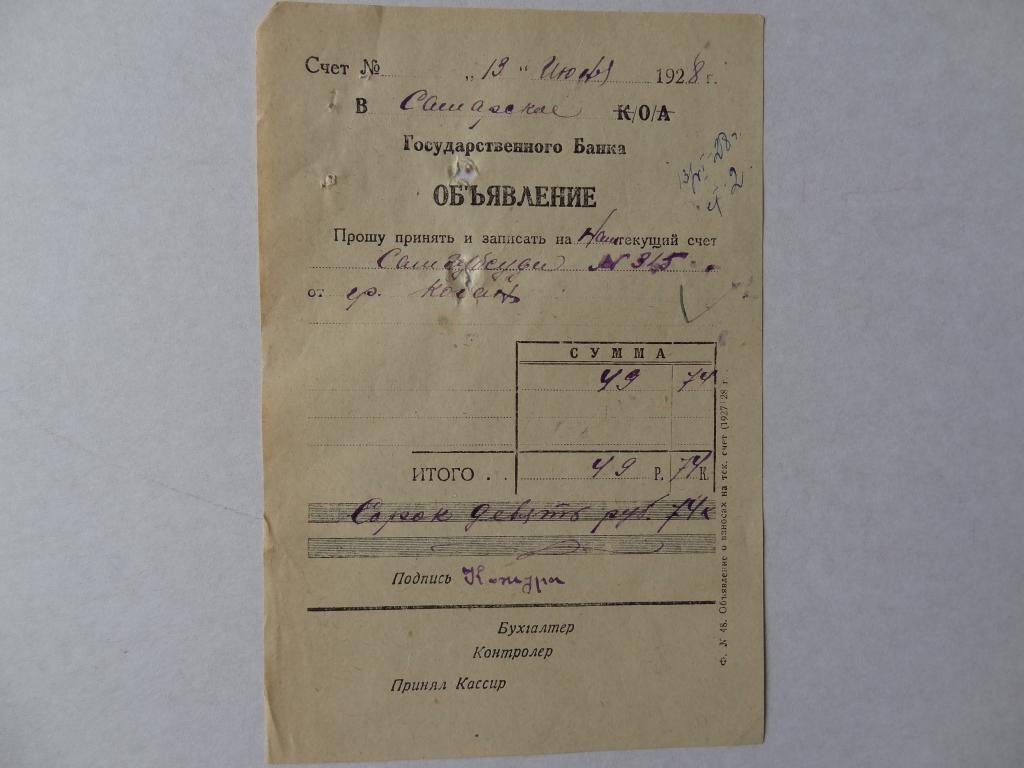 Счет № „ 13 “ Июня 1928 г.
В Самарское К/О/А
Государственного Банка
ОБЪЯВЛЕНИЕ
Прошу принять и записать на Наш текущий счет
№ 315
от гр.
СУММА
49 74
ИТОГО . . 49 Р. 74 К.
Сорок девять руб. 74 к
Подпись
Бухгалтер
Контролер
Принял Кассир
Ф. № 48. Объявление о взносах на тек. счет (1927/28 г.